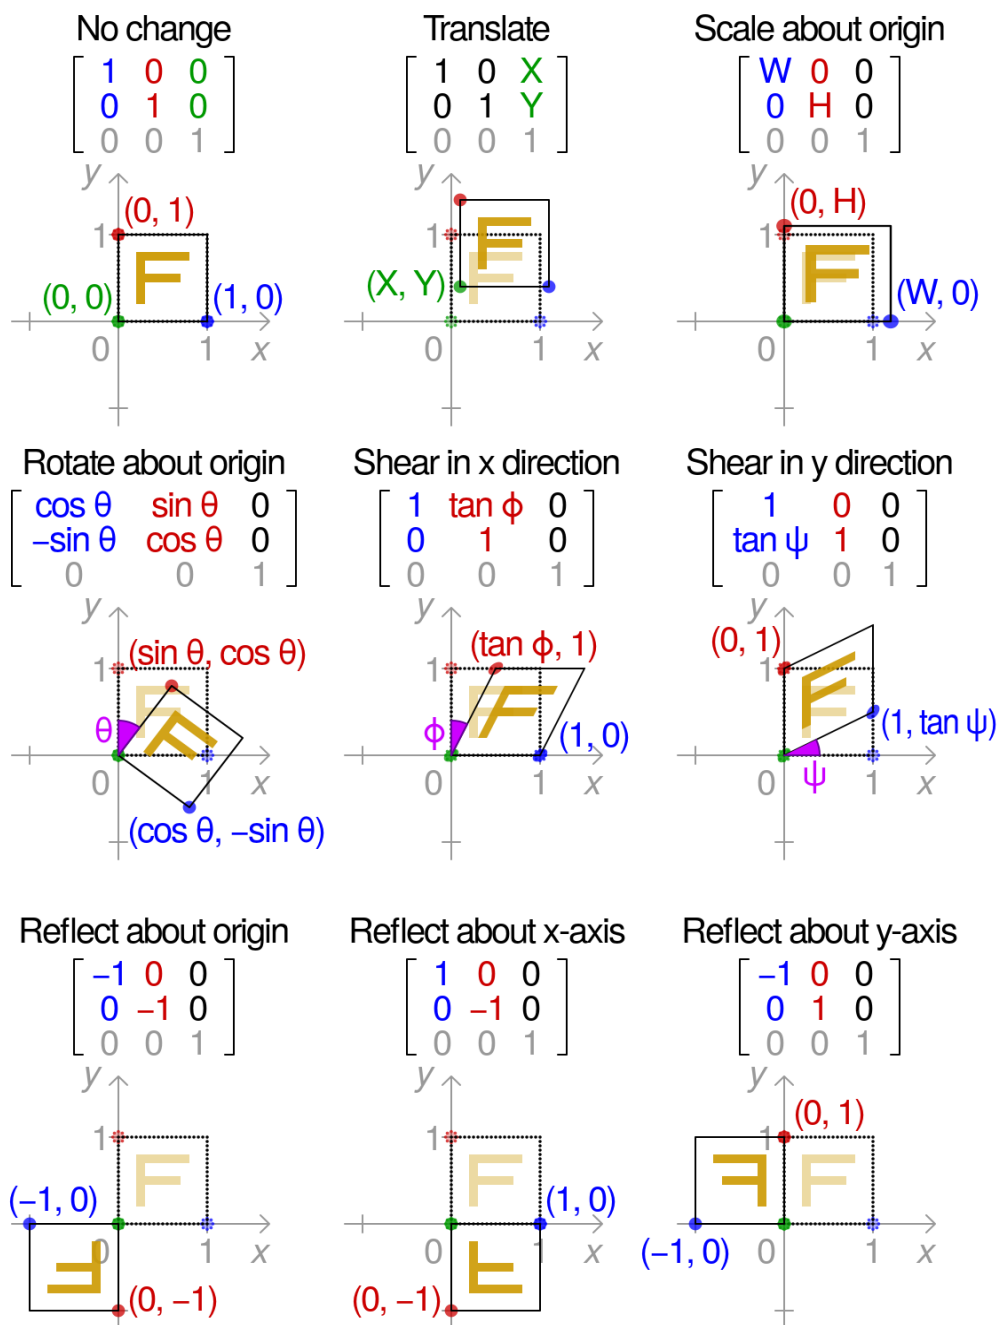 No change Translate Scale about origin
1 0 0 1 0 X W 0 0
0 1 0 0 1 Y 0 H 0
0 0 1 0 0 1 0 0 1
y y y
(0, 1) (0, H)
1 1
(X, Y)
(0, 0) (1, 0) (W, 0)
0 1 x 0 1 x 0 1 x
Rotate about origin Shear in x direction Shear in y direction
cos θ sin θ 0 1 tan ϕ 0 1 0 0
−sin θ cos θ 0 0 1 0 tan ψ 1 0
0 0 1 0 0 1 0 0 1
y y y
(sin θ, cos θ) (tan ϕ, 1) (0, 1)
1 1 1
θ ϕ (1, 0) (1, tan ψ)
0 1 x 0 1 x 0 ψ 1 x
(cos θ, −sin θ)
Reflect about origin Reflect about x-axis Reflect about y-axis
−1 0 0 1 0 0 −1 0 0
0 −1 0 0 −1 0 0 1 0
0 0 1 0 0 1 0 0 1
y y y
(0, 1)
1 1 1
(−1, 0) (1, 0)
0 1 x 0 1 x (−1, 0) 0 1 x
(0, −1) (0, −1)